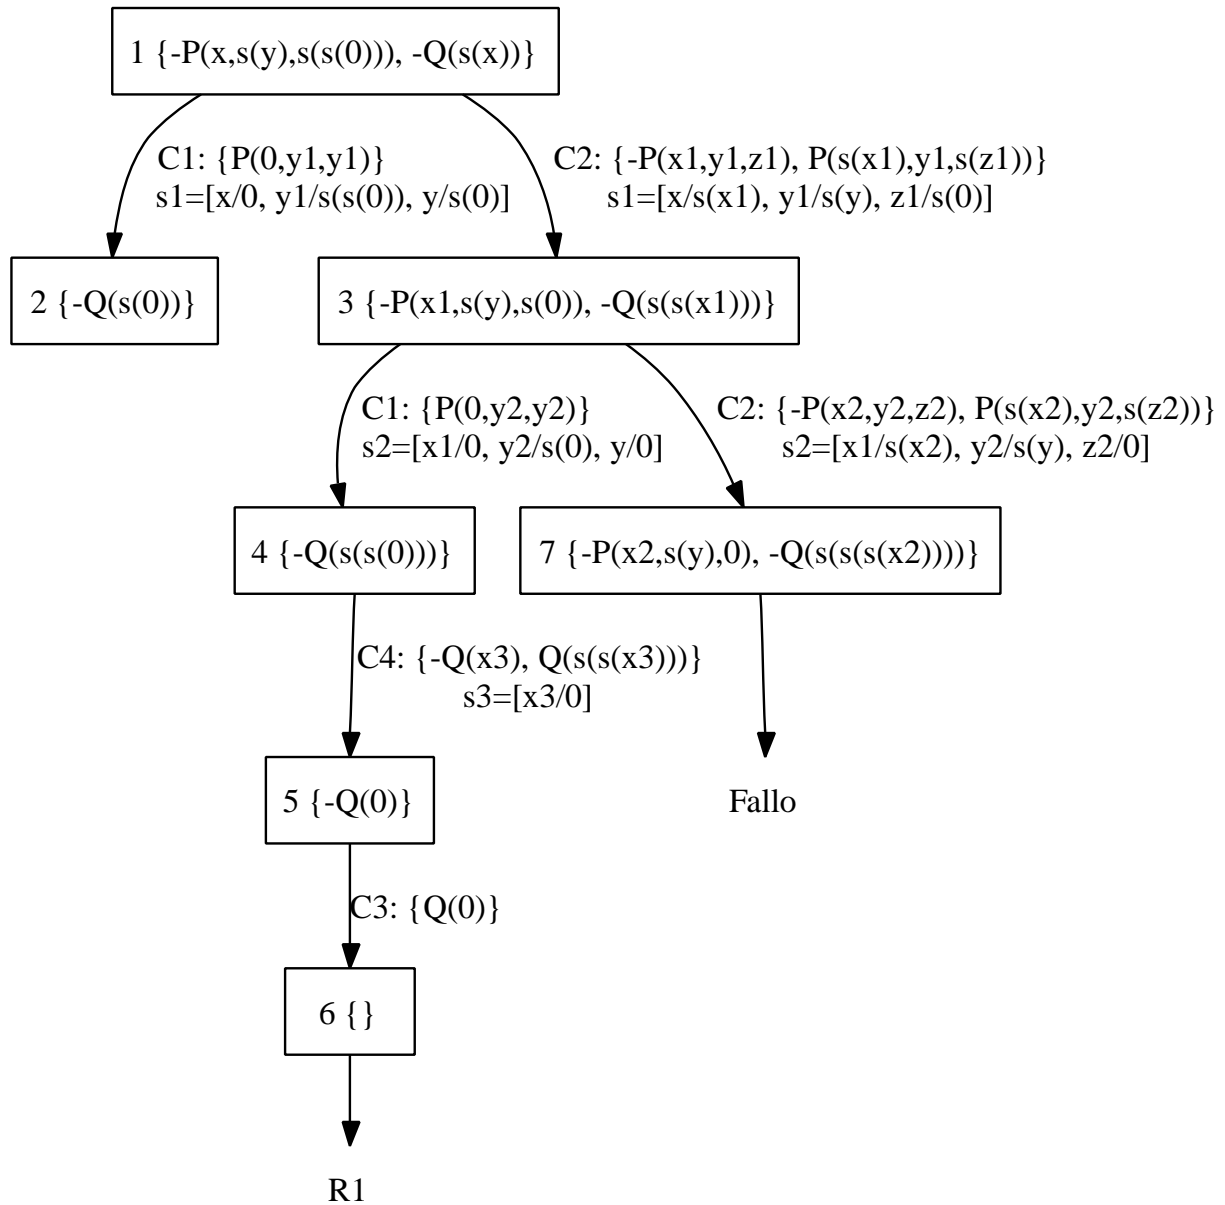 1 {-P(x,s(y),s(s(0))), -Q(s(x))}
C1: {P(0,y1,y1)}
s1=[x/0, y1/s(s(0)), y/s(0)]
C2: {-P(x1,y1,z1), P(s(x1),y1,s(z1))}
s1=[x/s(x1), y1/s(y), z1/s(0)]
2 {-Q(s(0))}
3 {-P(x1,s(y),s(0)), -Q(s(s(x1)))}
C1: {P(0,y2,y2)}
s2=[x1/0, y2/s(0), y/0]
C2: {-P(x2,y2,z2), P(s(x2),y2,s(z2))}
s2=[x1/s(x2), y2/s(y), z2/0]
4 {-Q(s(s(0)))}
7 {-P(x2,s(y),0), -Q(s(s(s(x2))))}
C4: {-Q(x3), Q(s(s(x3)))}
s3=[x3/0]
5 {-Q(0)}
Fallo
C3: {Q(0)}
6 {}
R1